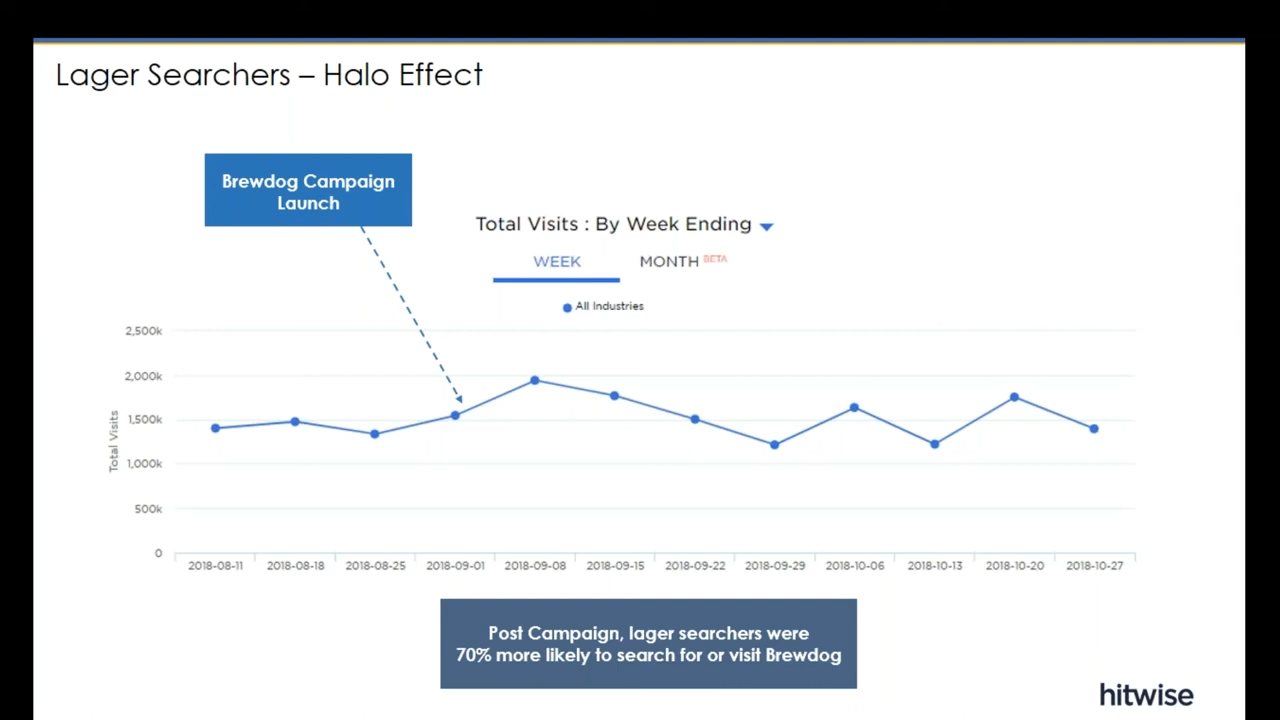 Lager Searchers – Halo Effect
Brewdog Campaign
Launch
Total Visits : By Week Ending
WEEK
MONTH BETA
All Industries
Total Visits
2,500k
2,000k
1,500k
1,000k
500k
0
2018-08-11 2018-08-18 2018-08-25 2018-09-01 2018-09-08 2018-09-15 2018-09-22 2018-09-29 2018-10-06 2018-10-13 2018-10-20 2018-10-27
Post Campaign, lager searchers were
70% more likely to search for or visit Brewdog
hitwise